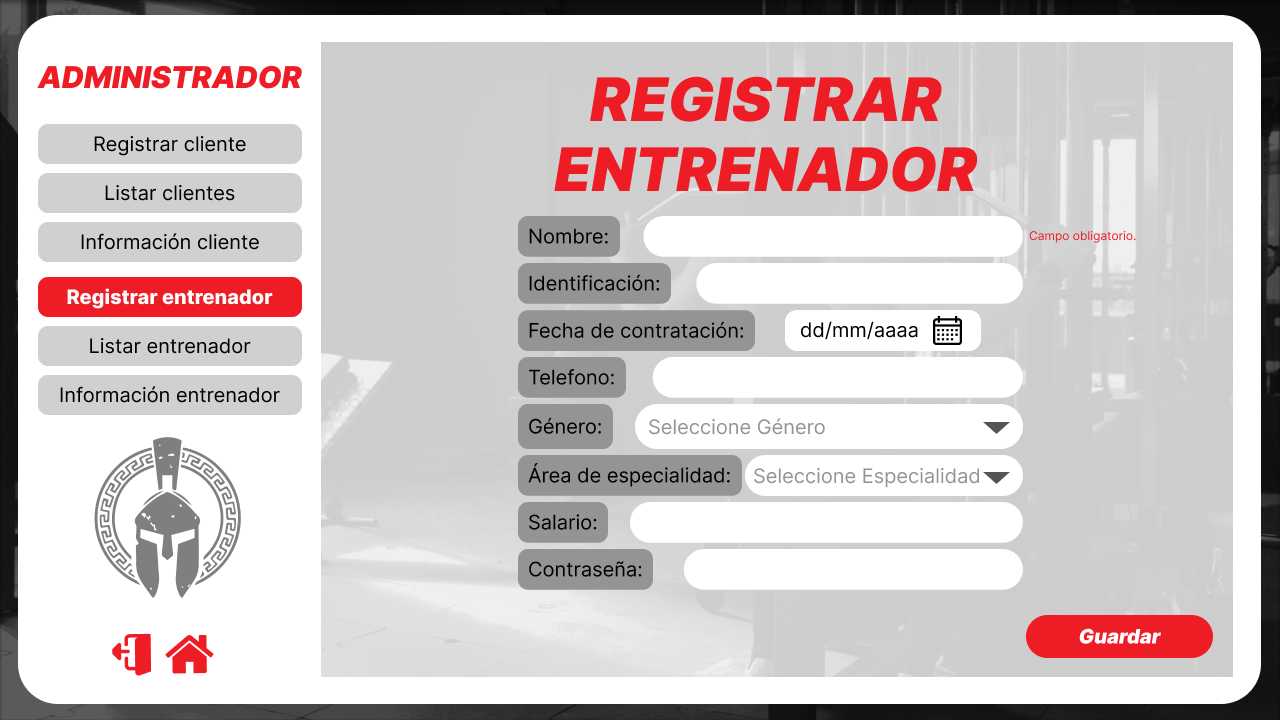 ADMINISTRADOR
Registrar cliente
Listar clientes
Información cliente
Registrar entrenador
Listar entrenador
Información entrenador
REGISTRAR
ENTRENADOR
Nombre:
Campo obligatorio.
Identificación:
Fecha de contratación: dd/mm/aaaa
Telefono:
Género: Seleccione Género
Área de especialidad: Seleccione Especialidad
Salario:
Contraseña:
Guardar